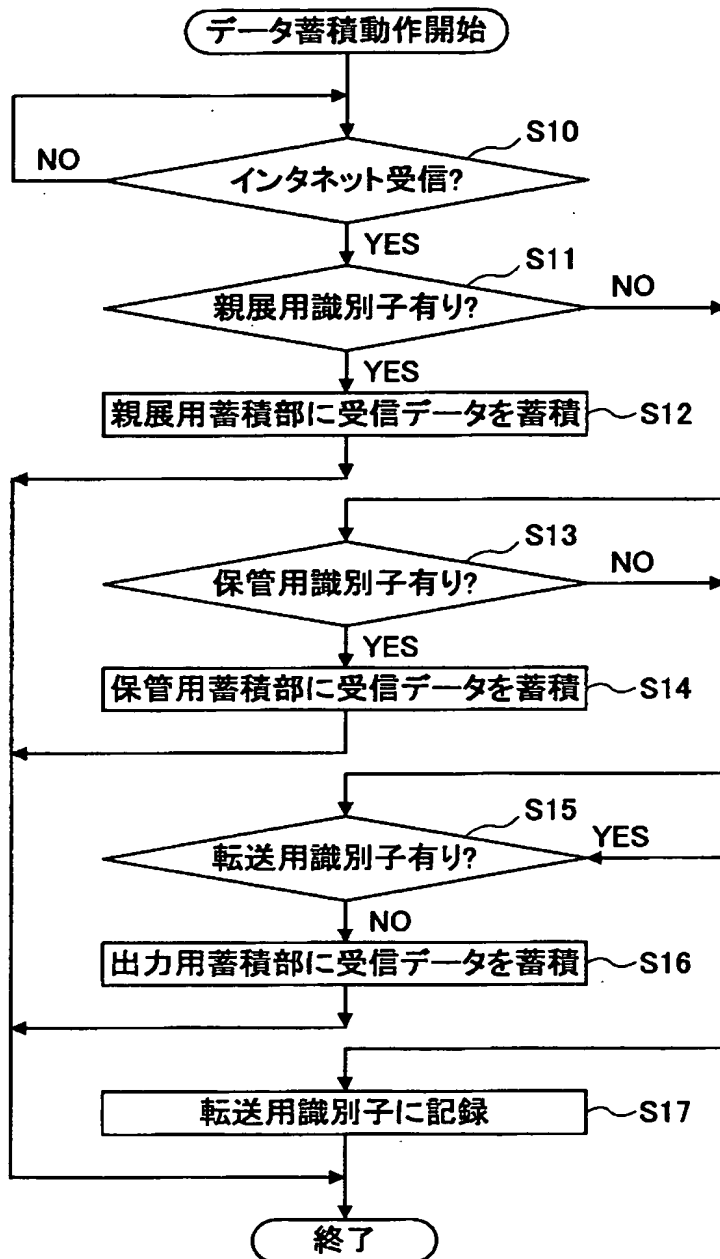 データ蓄積動作開始
S10
NO
インタネット受信?
YES
S11
NO
親展用識別子有り?
YES
親展用蓄積部に受信データを蓄積
S12
S13
NO
保管用識別子有り?
YES
保管用蓄積部に受信データを蓄積
S14
S15
YES
転送用識別子有り?
NO
出力用蓄積部に受信データを蓄積
S16
転送用識別子に記録
S17
終了